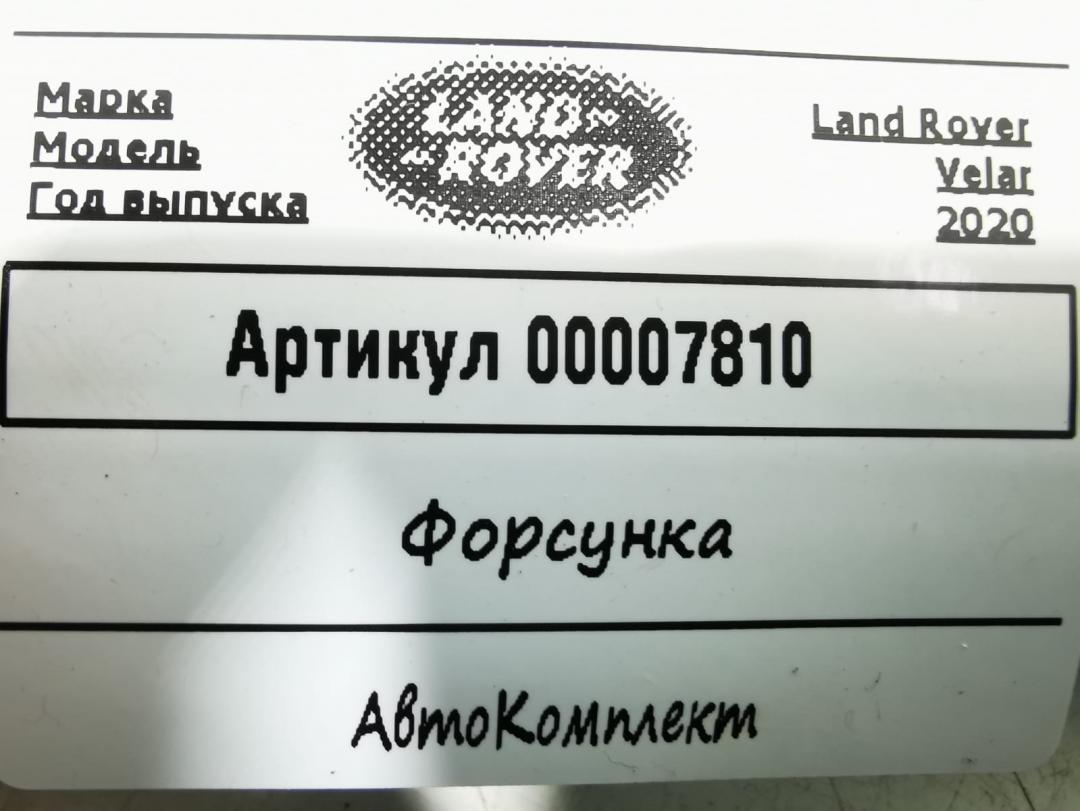 Марка
Модель
Год выпуска
LAND-
-ROVER
Land Rover
Velar
2020
Артикул 00007810
Форсунка
АвтоКомплект